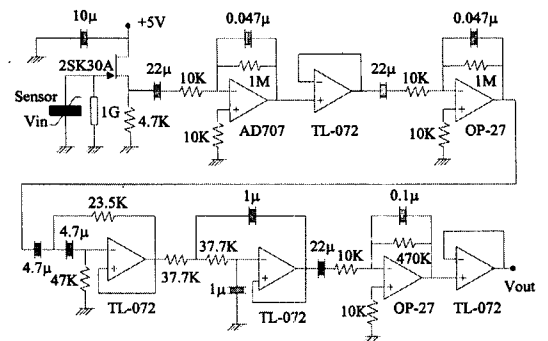 10μ
+5V
2SK30A
Sensor
Vin
1G
4.7K
22μ
10K
0.047μ
1M
10K
AD707
TL-072
22μ
10K
0.047μ
1M
10K
OP-27
23.5K
4.7μ
4.7μ
47K
TL-072
37.7K
37.7K
1μ
1μ
TL-072
22μ
10K
0.1μ
470K
10K
OP-27
TL-072
Vout